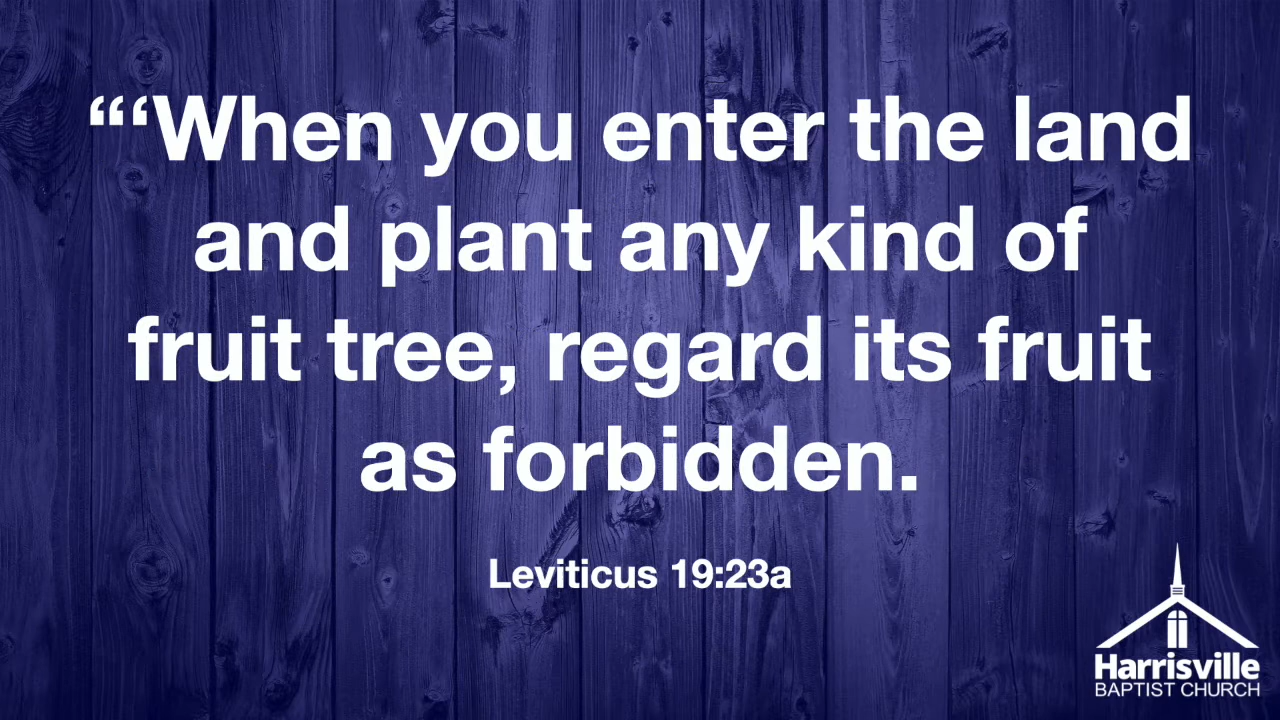 “‘When you enter the land
and plant any kind of
fruit tree, regard its fruit
as forbidden.
Leviticus 19:23a
Harrisville
BAPTIST CHURCH